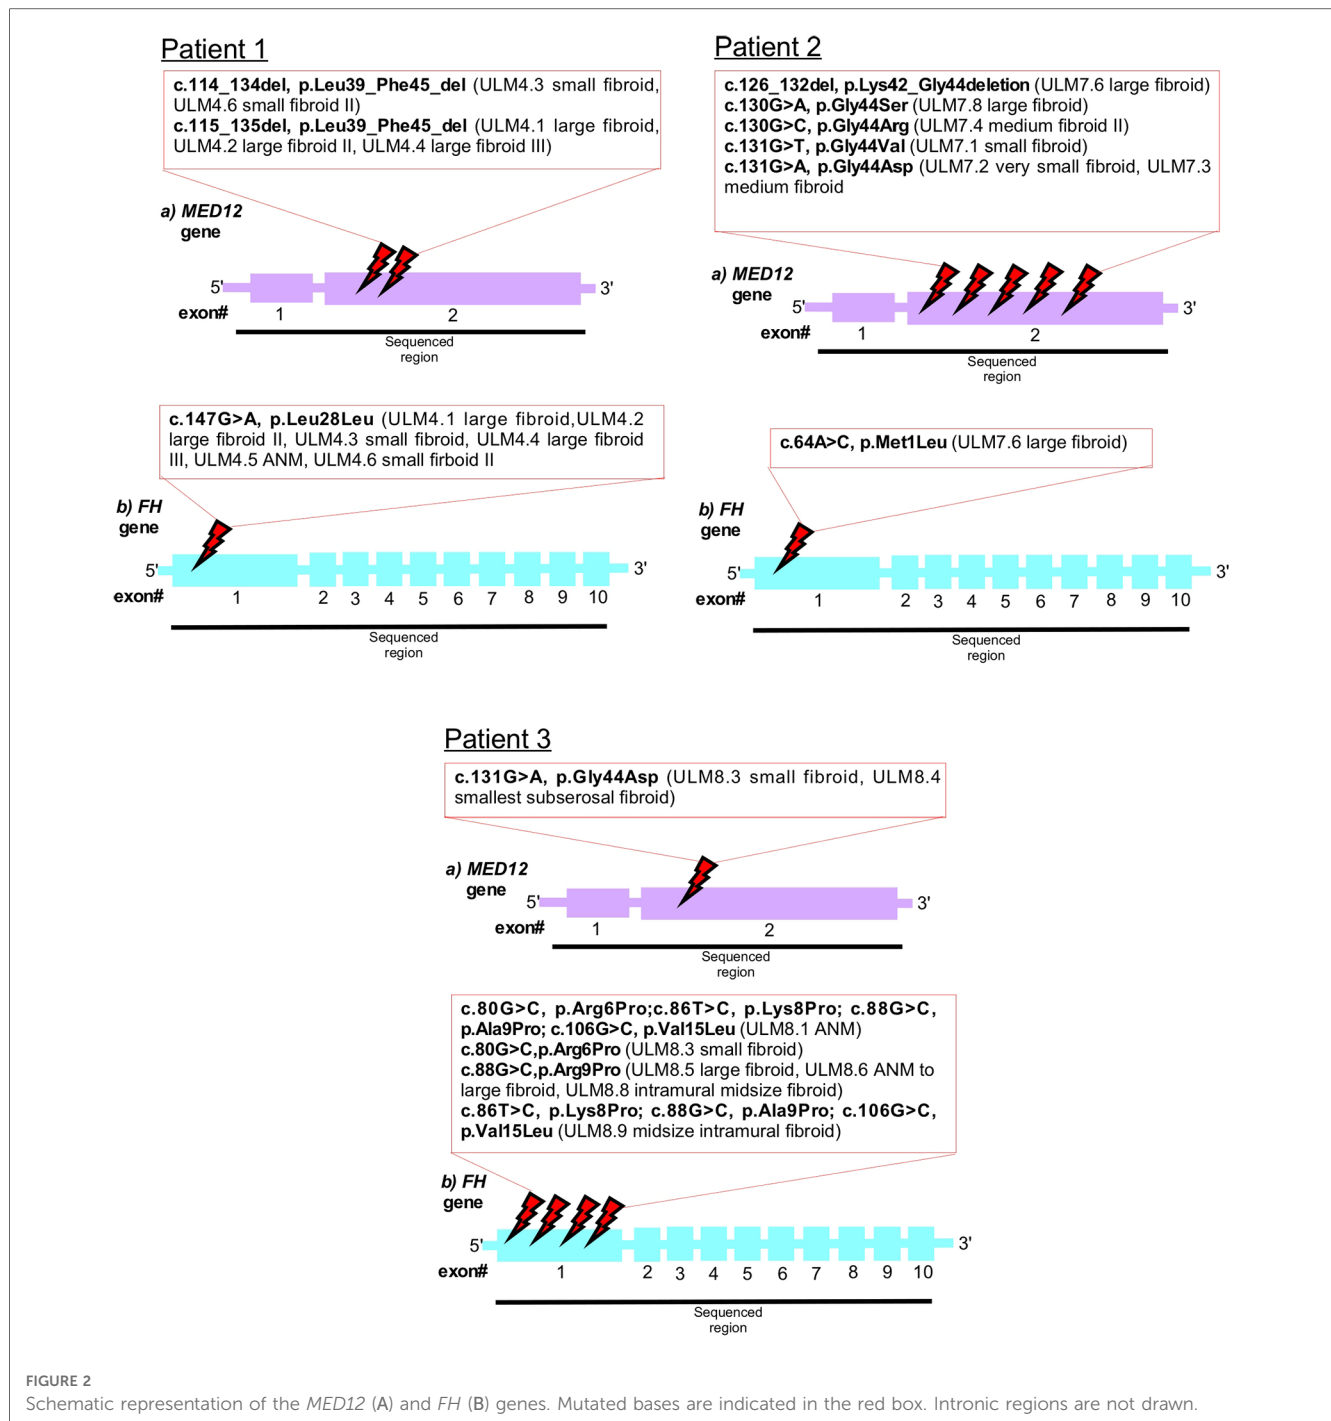 Patient 1
c.114_134del, p.Leu39_Phe45_del (ULM4.3 small fibroid,
ULM4.6 small fibroid II)
c.115_135del, p.Leu39_Phe45_del (ULM4.1 large fibroid,
ULM4.2 large fibroid II, ULM4.4 large fibroid III)
a) MED12
gene
5'
3'
exon#
1
2
Sequenced
region
c.147G>A, p.Leu28Leu (ULM4.1 large fibroid,ULM4.2
large fibroid II, ULM4.3 small fibroid, ULM4.4 large fibroid
III, ULM4.5 ANM, ULM4.6 small firboid II
b) FH
gene
5'
3'
exon#
1 2 3 4 5 6 7 8 9 10
Sequenced
region
Patient 2
c.126_132del, p.Lys42_Gly44deletion (ULM7.6 large fibroid)
c.130G>A, p.Gly44Ser (ULM7.8 large fibroid)
c.130G>C, p.Gly44Arg (ULM7.4 medium fibroid II)
c.131G>T, p.Gly44Val (ULM7.1 small fibroid)
c.131G>A, p.Gly44Asp (ULM7.2 very small fibroid, ULM7.3
medium fibroid
a) MED12
gene
5'
3'
exon#
1
2
Sequenced
region
c.64A>C, p.Met1Leu (ULM7.6 large fibroid)
b) FH
gene
5'
3'
exon#
1 2 3 4 5 6 7 8 9 10
Sequenced
region
Patient 3
c.131G>A, p.Gly44Asp (ULM8.3 small fibroid, ULM8.4
smallest subserosal fibroid)
a) MED12
gene
5'
3'
exon#
1
2
Sequenced
region
c.80G>C, p.Arg6Pro;c.86T>C, p.Lys8Pro; c.88G>C,
p.Ala9Pro; c.106G>C, p.Val15Leu (ULM8.1 ANM)
c.80G>C,p.Arg6Pro (ULM8.3 small fibroid)
c.88G>C,p.Arg9Pro (ULM8.5 large fibroid, ULM8.6 ANM to
large fibroid, ULM8.8 intramural midsize fibroid)
c.86T>C, p.Lys8Pro; c.88G>C, p.Ala9Pro; c.106G>C,
p.Val15Leu (ULM8.9 midsize intramural fibroid)
b) FH
gene
5'
3'
exon#
1 2 3 4 5 6 7 8 9 10
Sequenced
region
FIGURE 2
Schematic representation of the MED12 (A) and FH (B) genes. Mutated bases are indicated in the red box. Intronic regions are not drawn.